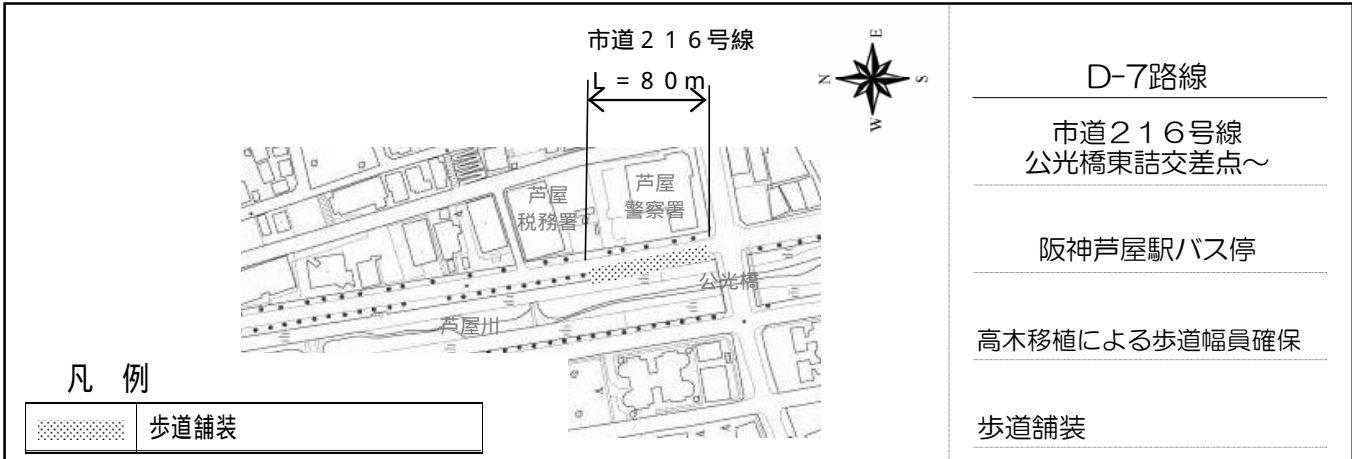 市道２１６号線
L = 80m
N
E
S
W
芦屋
税務署
芦屋
警察署
公光橋
芦屋川
凡 例
歩道舗装
D-7路線
市道２１６号線
公光橋東詰交差点～
阪神芦屋駅バス停
高木移植による歩道幅員確保
歩道舗装